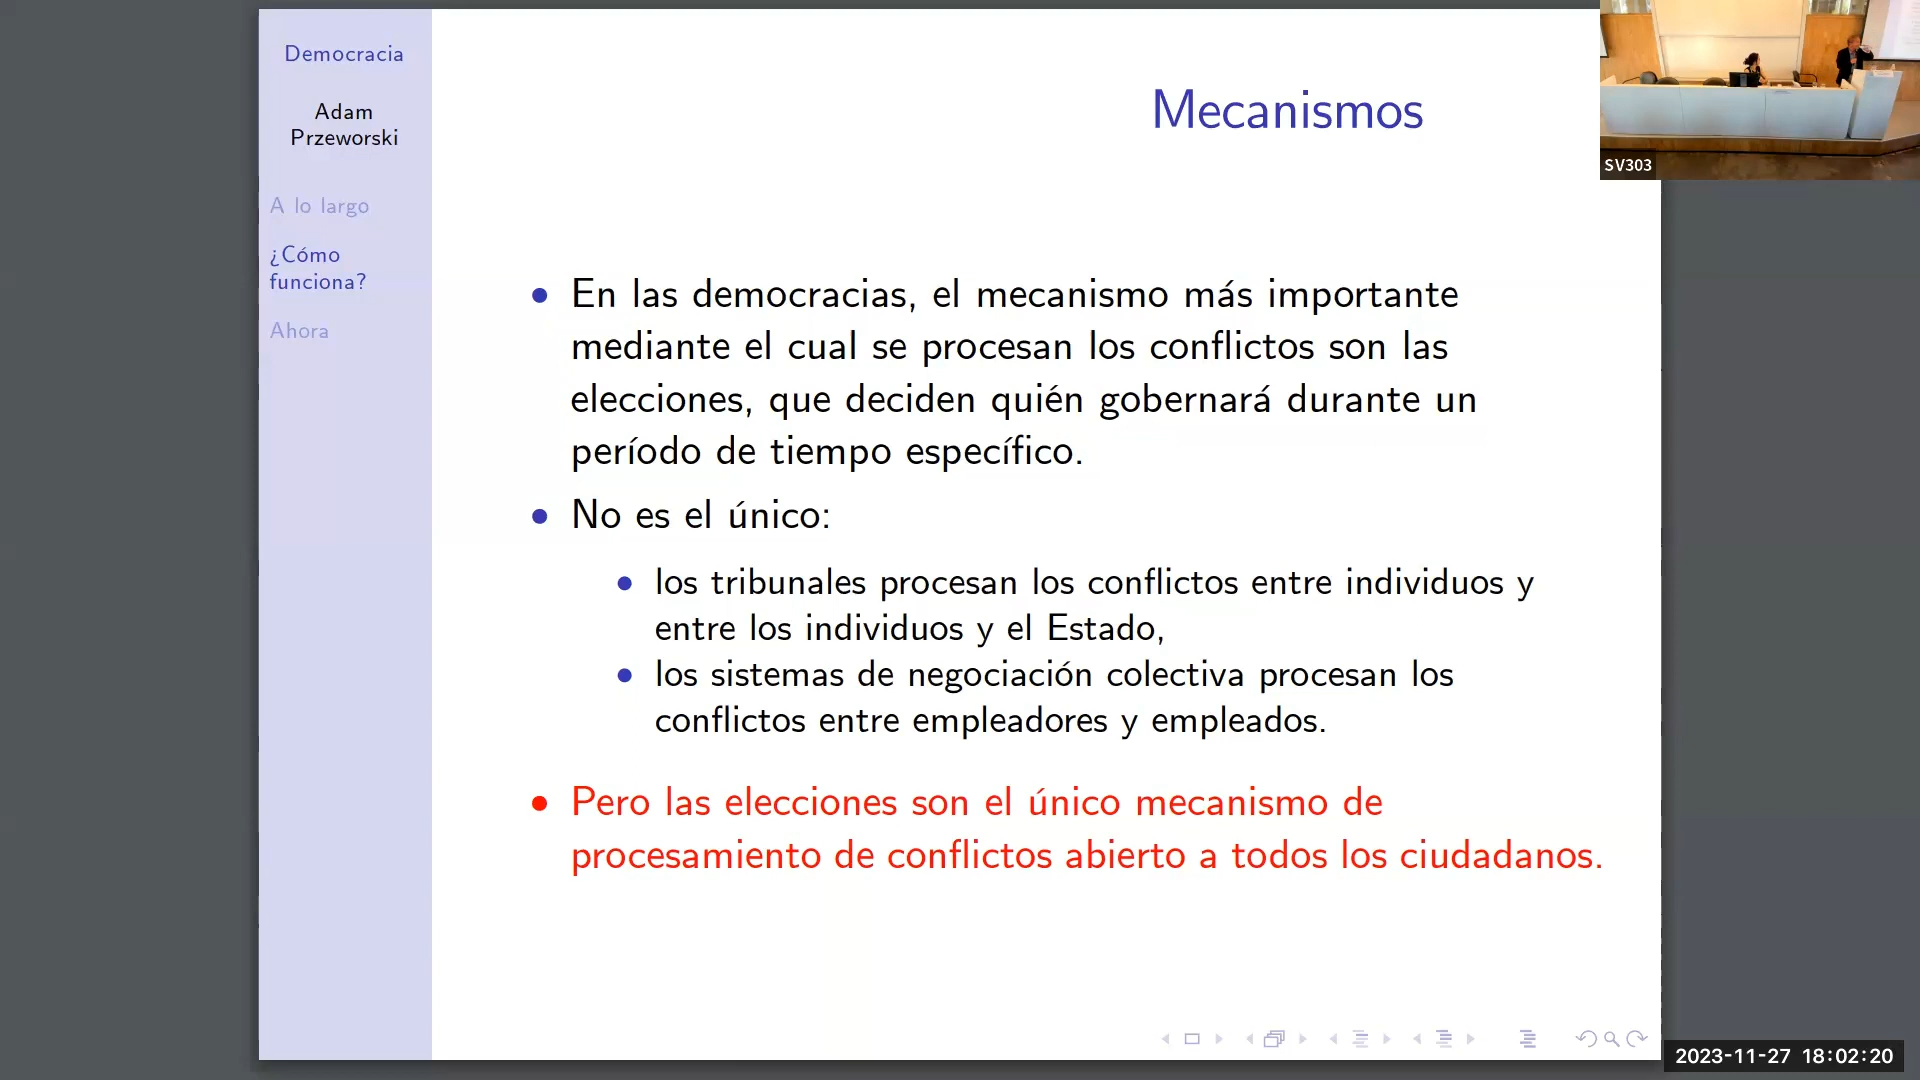 Democracia
Adam
Przeworski
A lo largo
¿Cómo
funciona?
Ahora
Mecanismos
En las democracias, el mecanismo más importante
mediante el cual se procesan los conflictos son las
elecciones, que deciden quién gobernará durante un
período de tiempo específico.
No es el único:
los tribunales procesan los conflictos entre individuos y
entre los individuos y el Estado,
los sistemas de negociación colectiva procesan los
conflictos entre empleadores y empleados.
Pero las elecciones son el único mecanismo de
procesamiento de conflictos abierto a todos los ciudadanos.
SV303
2023-11-27 18:02:20